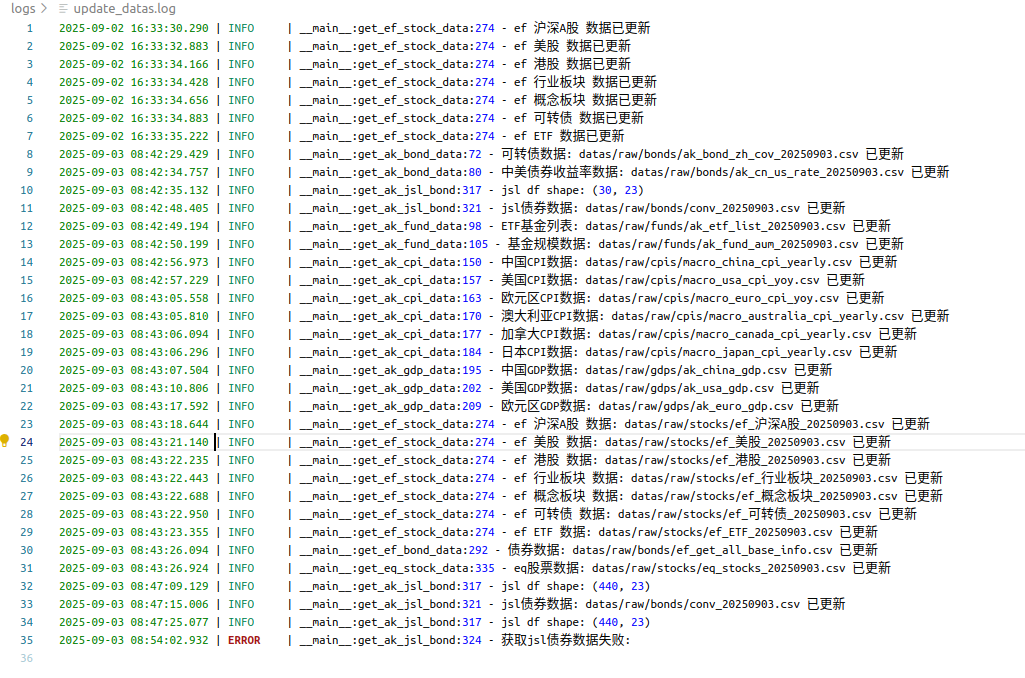 logs > update_datas.log
1 2025-09-02 16:33:30.290 | INFO | __main__:get_ef_stock_data:274 - ef 沪深A股 数据已更新
2 2025-09-02 16:33:32.883 | INFO | __main__:get_ef_stock_data:274 - ef 美股 数据已更新
3 2025-09-02 16:33:34.166 | INFO | __main__:get_ef_stock_data:274 - ef 港股 数据已更新
4 2025-09-02 16:33:34.428 | INFO | __main__:get_ef_stock_data:274 - ef 行业板块 数据已更新
5 2025-09-02 16:33:34.656 | INFO | __main__:get_ef_stock_data:274 - ef 概念板块 数据已更新
6 2025-09-02 16:33:34.883 | INFO | __main__:get_ef_stock_data:274 - ef 可转债 数据已更新
7 2025-09-02 16:33:35.222 | INFO | __main__:get_ef_stock_data:274 - ef ETF 数据已更新
8 2025-09-03 08:42:29.429 | INFO | __main__:get_ak_bond_data:72 - 可转债数据: datas/raw/bonds/ak_bond_zh_cov_20250903.csv 已更新
9 2025-09-03 08:42:34.757 | INFO | __main__:get_ak_bond_data:80 - 中美债券收益率数据: datas/raw/bonds/ak_cn_us_rate_20250903.csv 已更新
10 2025-09-03 08:42:35.132 | INFO | __main__:get_ak_jsl_bond:317 - jsl df shape: (30, 23)
11 2025-09-03 08:42:48.405 | INFO | __main__:get_ak_jsl_bond:321 - jsl债券数据: datas/raw/bonds/conv_20250903.csv 已更新
12 2025-09-03 08:42:49.194 | INFO | __main__:get_ak_fund_data:98 - ETF基金列表: datas/raw/funds/ak_etf_list_20250903.csv 已更新
13 2025-09-03 08:42:50.199 | INFO | __main__:get_ak_fund_data:105 - 基金规模数据: datas/raw/funds/ak_fund_aum_20250903.csv 已更新
14 2025-09-03 08:42:56.973 | INFO | __main__:get_ak_cpi_data:150 - 中国CPI数据: datas/raw/cpis/macro_china_cpi_yearly.csv 已更新
15 2025-09-03 08:42:57.229 | INFO | __main__:get_ak_cpi_data:157 - 美国CPI数据: datas/raw/cpis/macro_usa_cpi_yoy.csv 已更新
16 2025-09-03 08:43:05.558 | INFO | __main__:get_ak_cpi_data:163 - 欧元区CPI数据: datas/raw/cpis/macro_euro_cpi_yoy.csv 已更新
17 2025-09-03 08:43:05.810 | INFO | __main__:get_ak_cpi_data:170 - 澳大利亚CPI数据: datas/raw/cpis/macro_australia_cpi_yearly.csv 已更新
18 2025-09-03 08:43:06.094 | INFO | __main__:get_ak_cpi_data:177 - 加拿大CPI数据: datas/raw/cpis/macro_canada_cpi_yearly.csv 已更新
19 2025-09-03 08:43:06.296 | INFO | __main__:get_ak_cpi_data:184 - 日本CPI数据: datas/raw/cpis/macro_japan_cpi_yearly.csv 已更新
20 2025-09-03 08:43:07.504 | INFO | __main__:get_ak_gdp_data:195 - 中国GDP数据: datas/raw/gdps/ak_china_gdp.csv 已更新
21 2025-09-03 08:43:10.806 | INFO | __main__:get_ak_gdp_data:202 - 美国GDP数据: datas/raw/gdps/ak_usa_gdp.csv 已更新
22 2025-09-03 08:43:17.592 | INFO | __main__:get_ak_gdp_data:209 - 欧元区GDP数据: datas/raw/gdps/ak_euro_gdp.csv 已更新
23 2025-09-03 08:43:18.644 | INFO | __main__:get_ef_stock_data:274 - ef 沪深A股 数据: datas/raw/stocks/ef_沪深A股_20250903.csv 已更新
24 2025-09-03 08:43:21.140 | INFO | __main__:get_ef_stock_data:274 - ef 美股 数据: datas/raw/stocks/ef_美股_20250903.csv 已更新
25 2025-09-03 08:43:22.235 | INFO | __main__:get_ef_stock_data:274 - ef 港股 数据: datas/raw/stocks/ef_港股_20250903.csv 已更新
26 2025-09-03 08:43:22.443 | INFO | __main__:get_ef_stock_data:274 - ef 行业板块 数据: datas/raw/stocks/ef_行业板块_20250903.csv 已更新
27 2025-09-03 08:43:22.688 | INFO | __main__:get_ef_stock_data:274 - ef 概念板块 数据: datas/raw/stocks/ef_概念板块_20250903.csv 已更新
28 2025-09-03 08:43:22.950 | INFO | __main__:get_ef_stock_data:274 - ef 可转债 数据: datas/raw/stocks/ef_可转债_20250903.csv 已更新
29 2025-09-03 08:43:23.355 | INFO | __main__:get_ef_stock_data:274 - ef ETF 数据: datas/raw/stocks/ef_ETF_20250903.csv 已更新
30 2025-09-03 08:43:26.094 | INFO | __main__:get_ef_bond_data:292 - 债券数据: datas/raw/bonds/ef_get_all_base_info.csv 已更新
31 2025-09-03 08:43:26.924 | INFO | __main__:get_eq_stock_data:335 - eq股票数据: datas/raw/stocks/eq_stocks_20250903.csv 已更新
32 2025-09-03 08:47:09.129 | INFO | __main__:get_ak_jsl_bond:317 - jsl df shape: (440, 23)
33 2025-09-03 08:47:15.006 | INFO | __main__:get_ak_jsl_bond:321 - jsl债券数据: datas/raw/bonds/conv_20250903.csv 已更新
34 2025-09-03 08:47:25.077 | INFO | __main__:get_ak_jsl_bond:317 - jsl df shape: (440, 23)
35 2025-09-03 08:54:02.932 | ERROR | __main__:get_ak_jsl_bond:324 - 获取jsl债券数据失败:
36